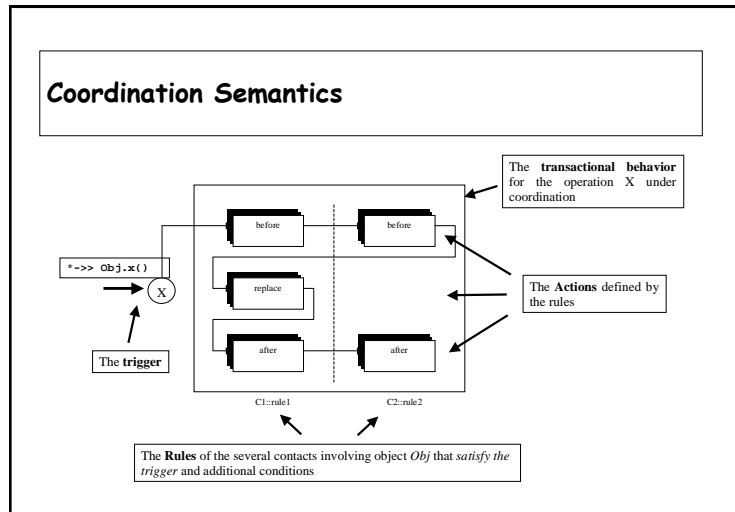 Coordination Semantics
The transactional behavior
for the operation X under
coordination
before
before
*->> Obj.x()
X
replace
The Actions defined by
the rules
The trigger
after
after
C1::rule1
C2::rule2
The Rules of the several contacts involving object Obj that satisfy the
trigger and additional conditions